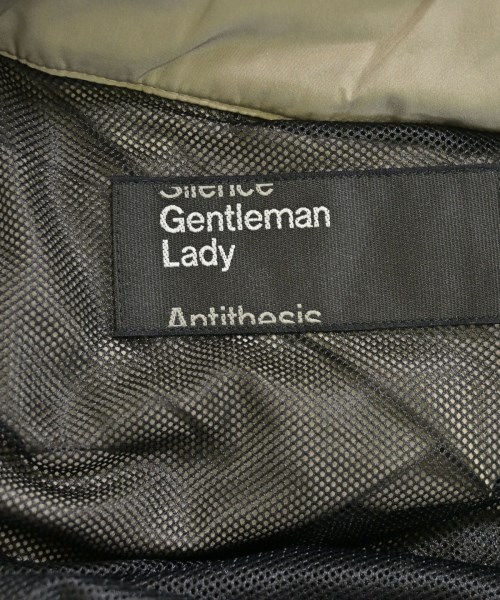 Silence
Gentleman
Lady
Antithesis